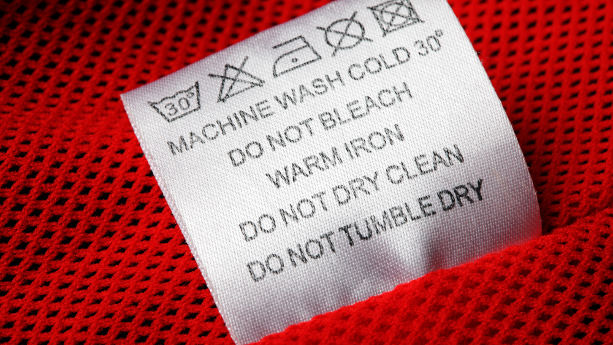 30°
MACHINE WASH COLD 30°
DO NOT BLEACH
WARM IRON
DO NOT DRY CLEAN
DO NOT TUMBLE DRY